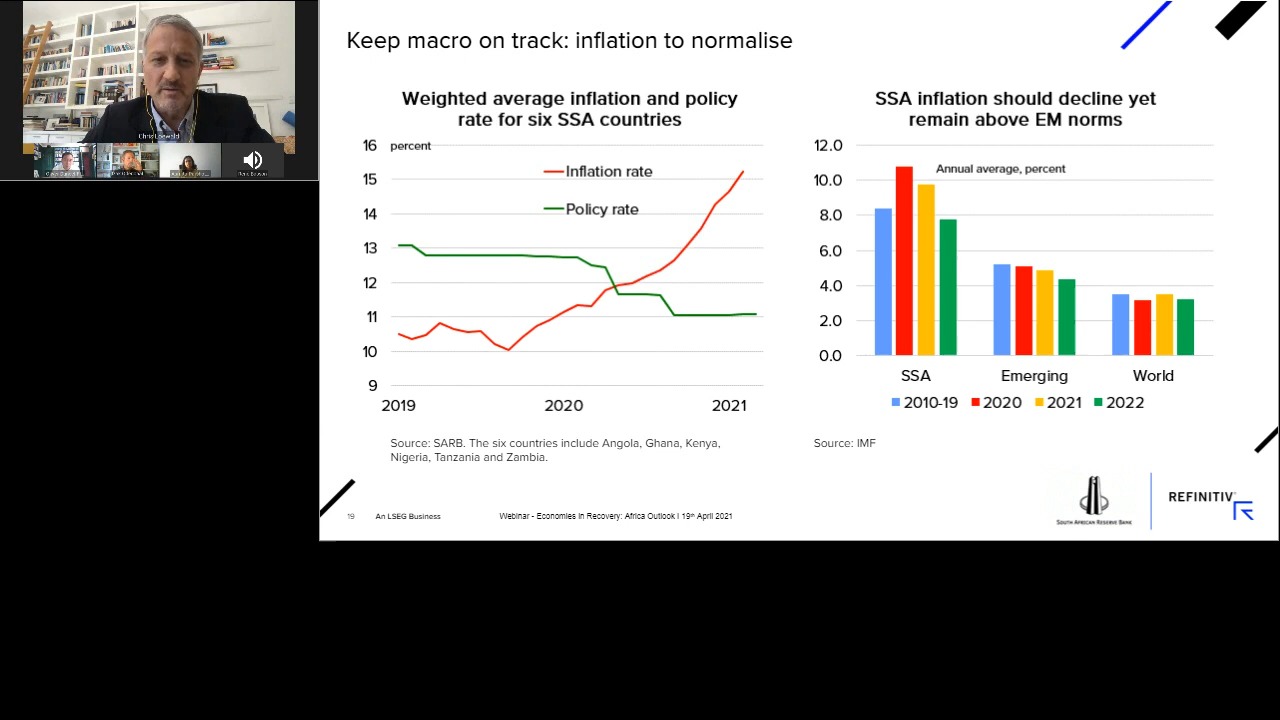 Chris Loewald
Keep macro on track: inflation to normalise
Weighted average inflation and policy
rate for six SSA countries
percent
16
15
14
13
12
11
10
9
Inflation rate
Policy rate
2019 2020 2021
Source: SARB. The six countries include Angola, Ghana, Kenya,
Nigeria, Tanzania and Zambia.
SSA inflation should decline yet
remain above EM norms
Annual average, percent
12.0
10.0
8.0
6.0
4.0
2.0
0.0
SSA Emerging World
2010-19 2020 2021 2022
Source: IMF
19 An LSEG Business Webinar - Economies in Recovery: Africa Outlook I 19th April 2021
SOUTH AFRICAN RESERVE BANK
REFINITIV